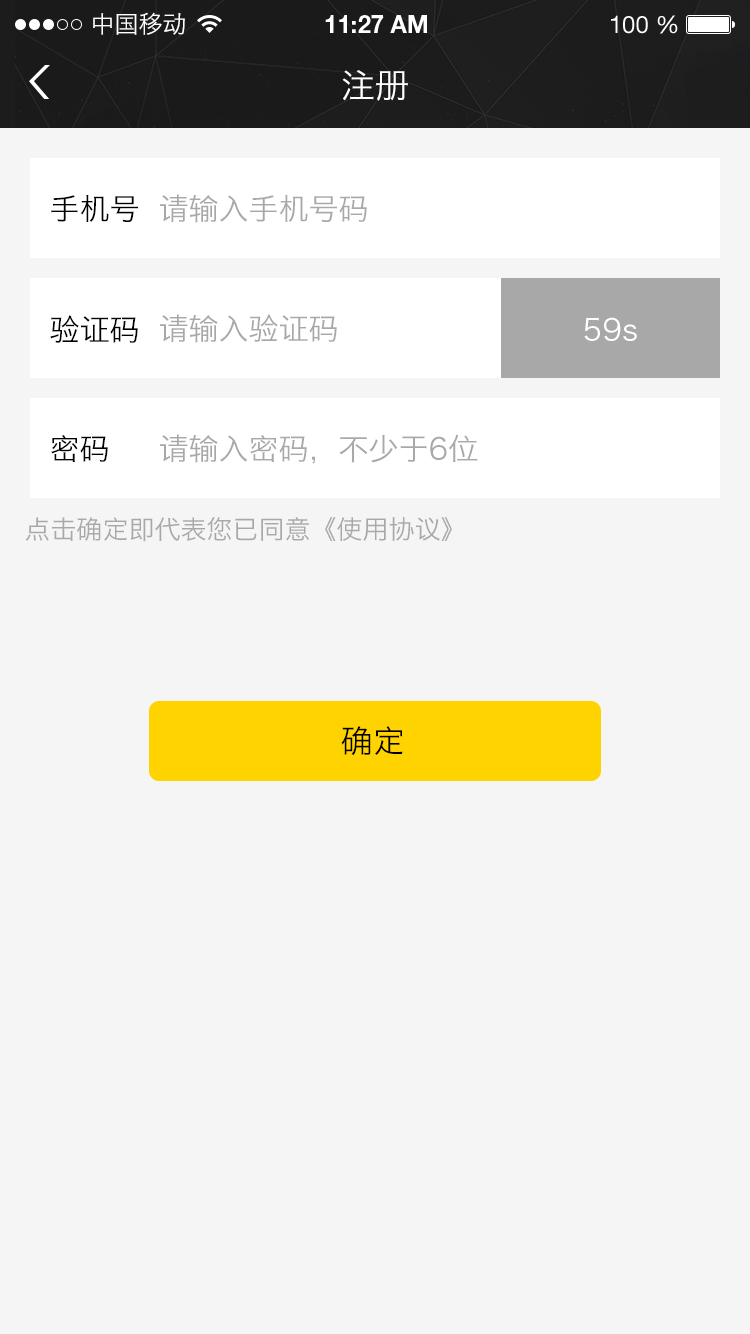 中国移动 11:27 AM 100 %
注册
手机号 请输入手机号码
验证码 请输入验证码 59s
密码 请输入密码，不少于6位
点击确定即代表您已同意《使用协议》
确定